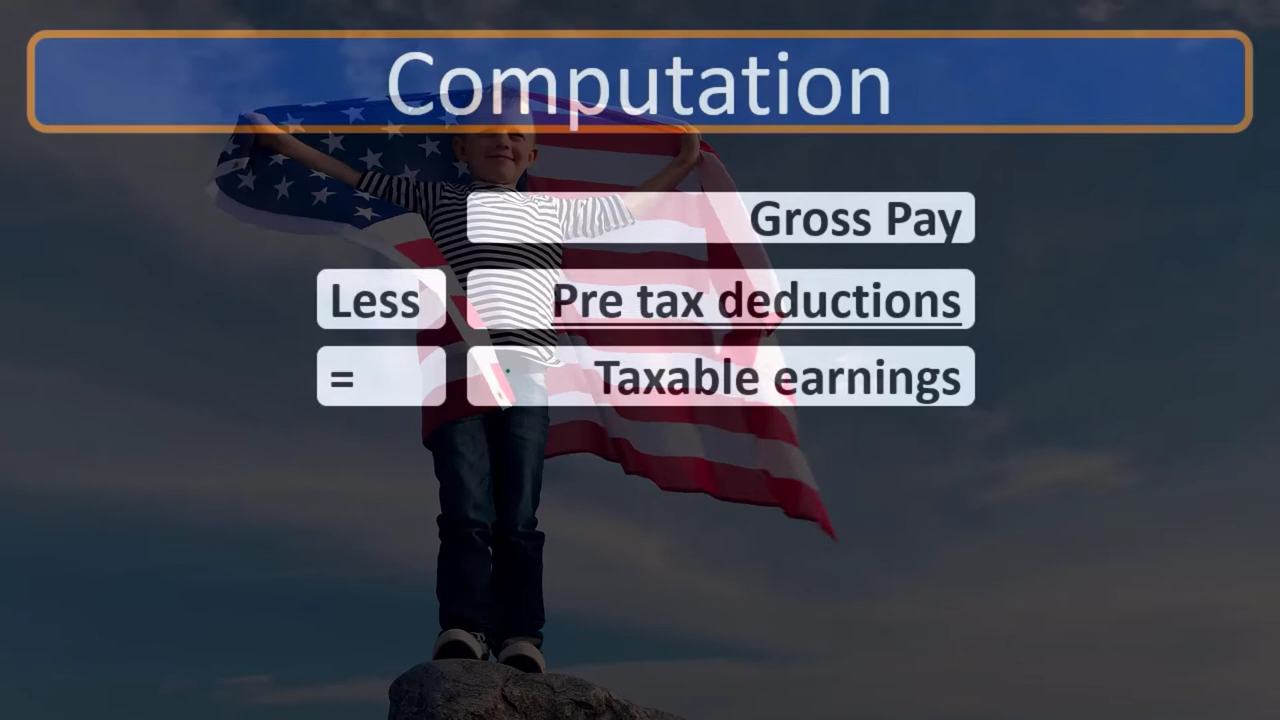 Computation
Gross Pay
Less Pre tax deductions
= Taxable earnings